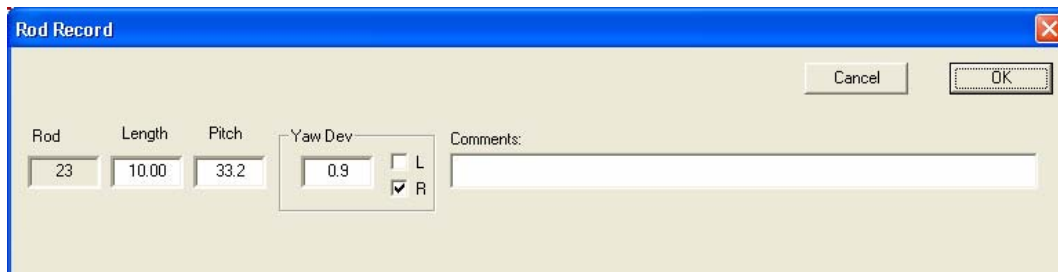 Rod Record
Cancel OK
Rod Length Pitch Yaw Dev Comments:
23 10.00 33.2 0.9 L
R